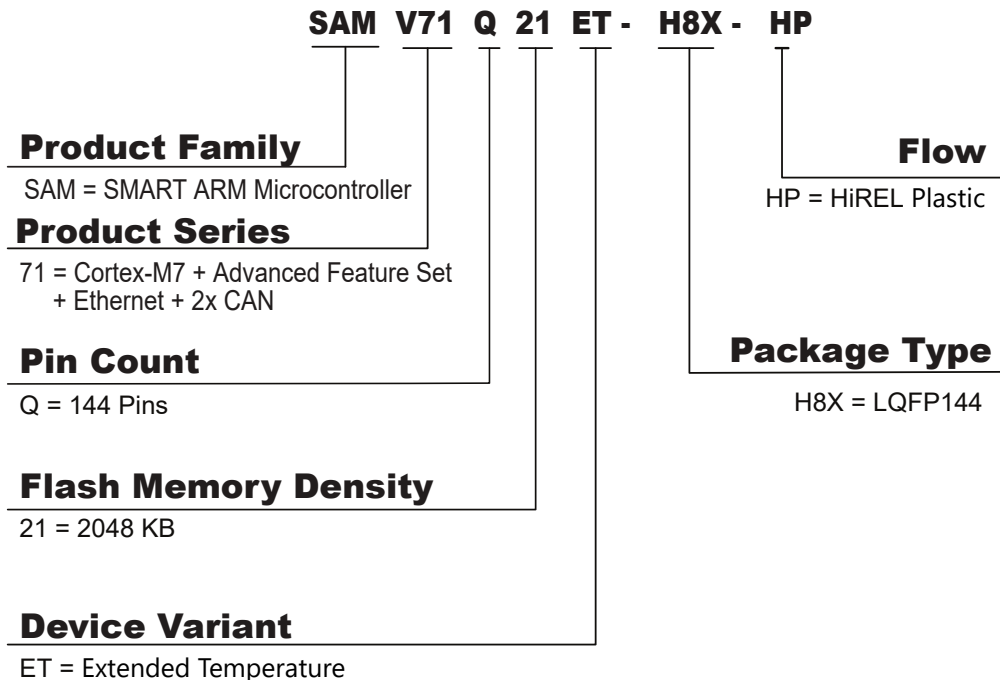 SAM V71 Q 21 ET - H8X - HP
Product Family
SAM = SMART ARM Microcontroller
Product Series
71 = Cortex-M7 + Advanced Feature Set
+ Ethernet + 2x CAN
Pin Count
Q = 144 Pins
Flash Memory Density
21 = 2048 KB
Device Variant
ET = Extended Temperature
Flow
HP = HiREL Plastic
Package Type
H8X = LQFP144